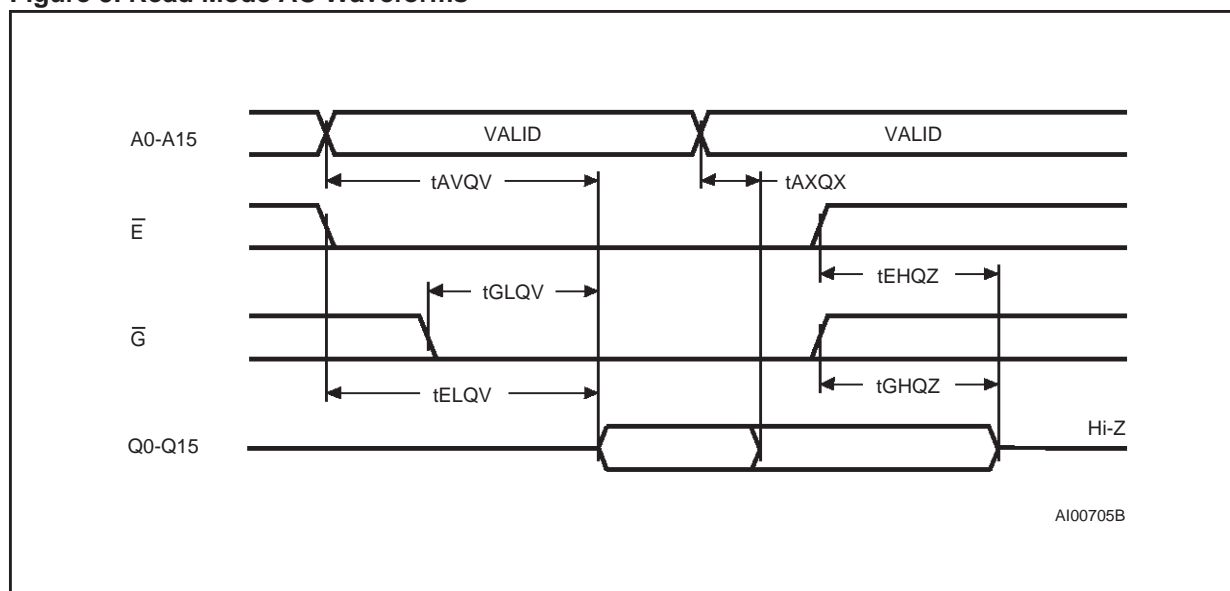 Figure 5. Read Mode AC Waveforms
A0-A15
VALID
VALID
tAVQV
tAXQX
E̅
tEHQZ
tGLQV
G̅
tGHQZ
tELQV
Hi-Z
Q0-Q15
AI00705B